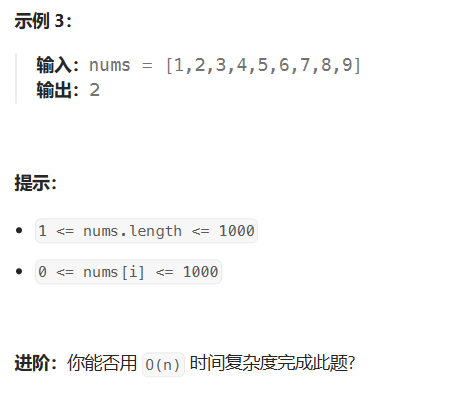 示例 3：
输入：nums = [1,2,3,4,5,6,7,8,9]
输出：2
提示：
• 1 <= nums.length <= 1000
• 0 <= nums[i] <= 1000
进阶：你能否用 O(n) 时间复杂度完成此题?